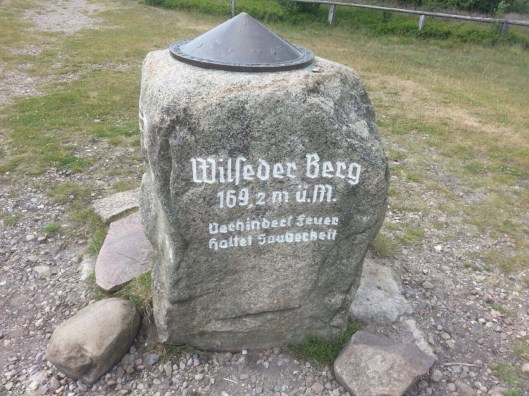 Wilseder Berg
169,2 m ü.M.
Verhindert Feuer
Haltet Sauberkeit